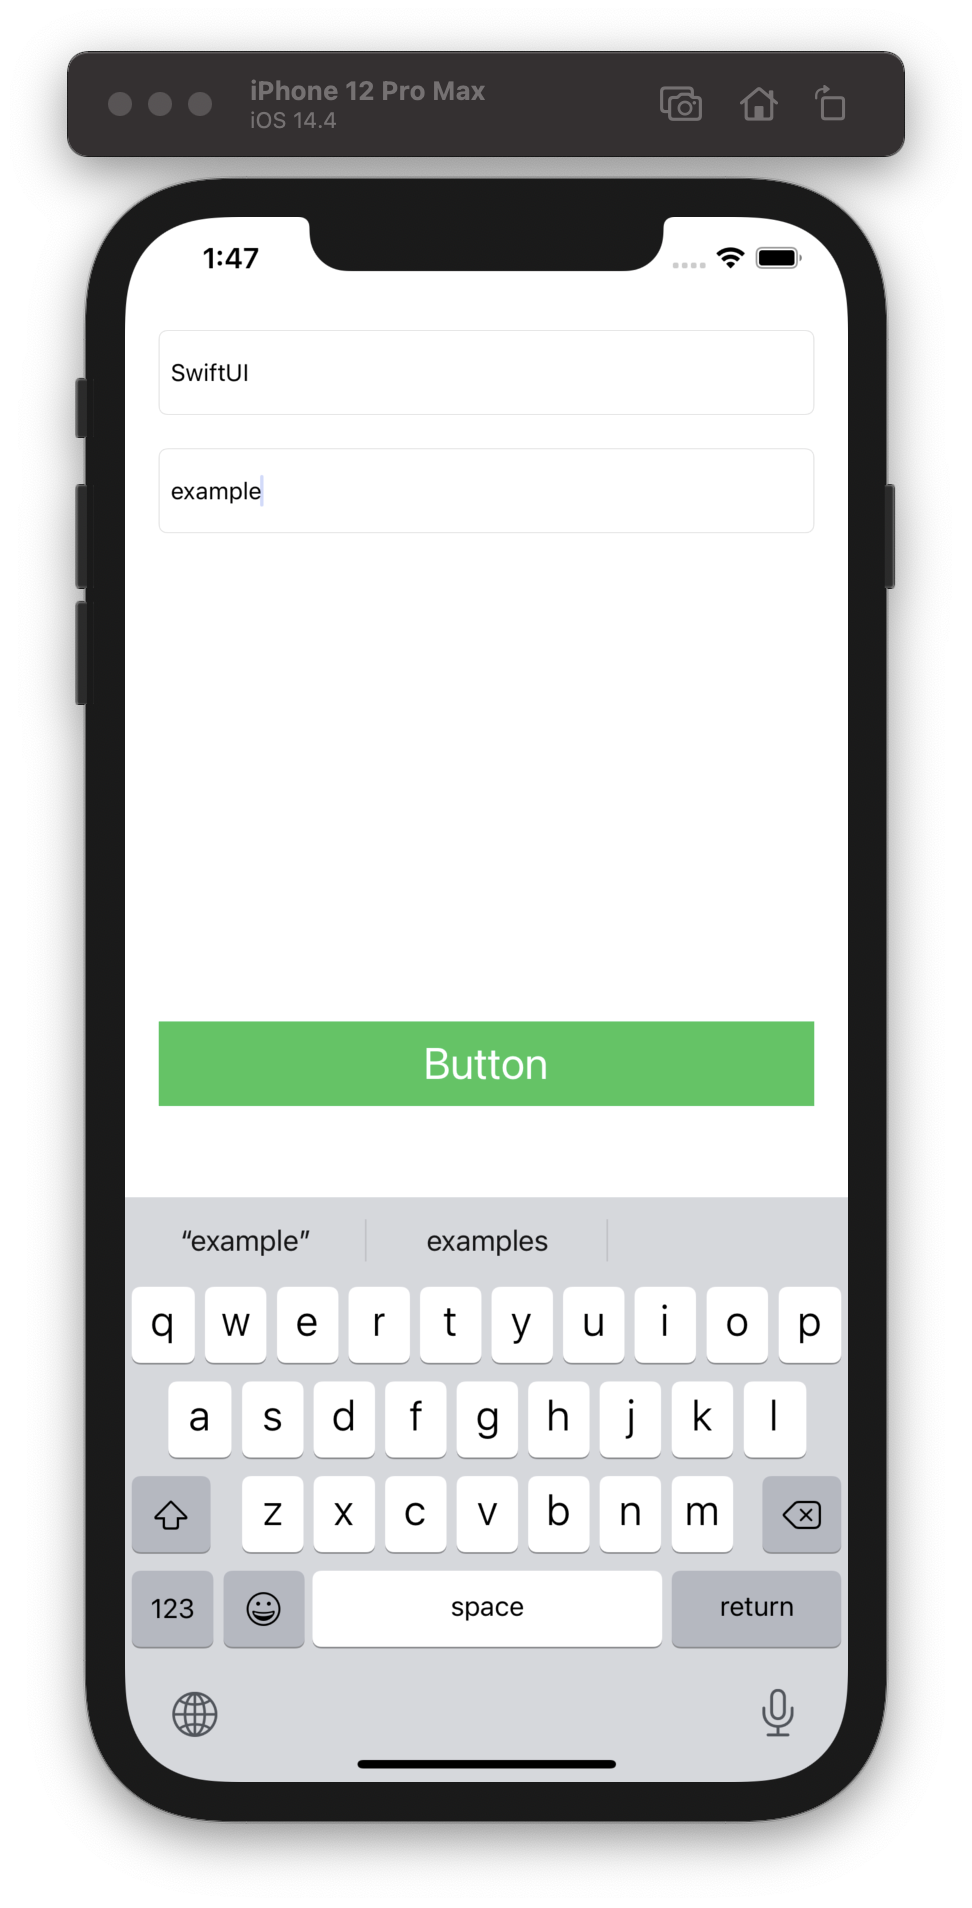 iPhone 12 Pro Max
iOS 14.4
1:47
SwiftUI
example
Button
“example” examples
q w e r t y u i o p
a s d f g h j k l
z x c v b n m
123 space return